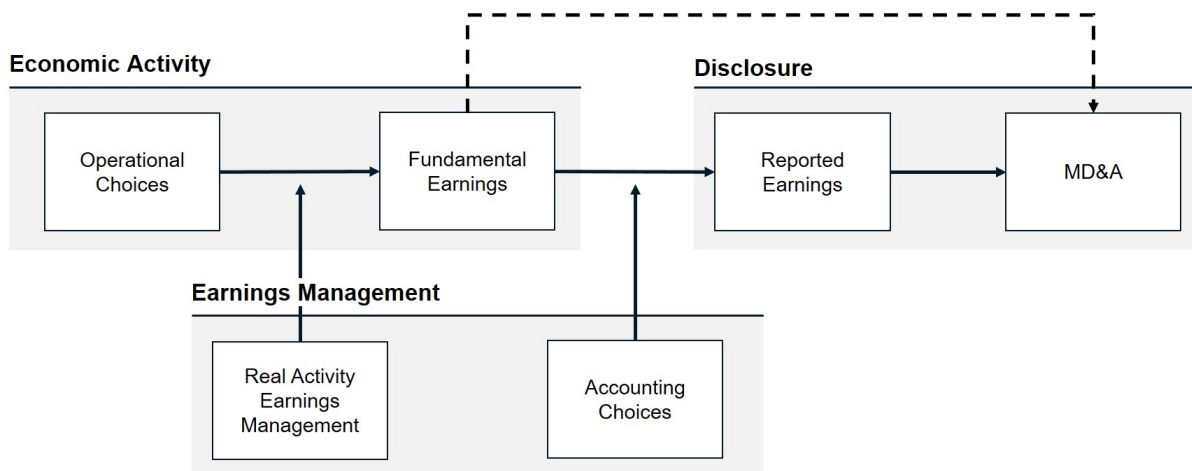 Economic Activity
Disclosure
Operational
Choices
Fundamental
Earnings
Reported
Earnings
MD&A
Earnings Management
Real Activity
Earnings
Management
Accounting
Choices